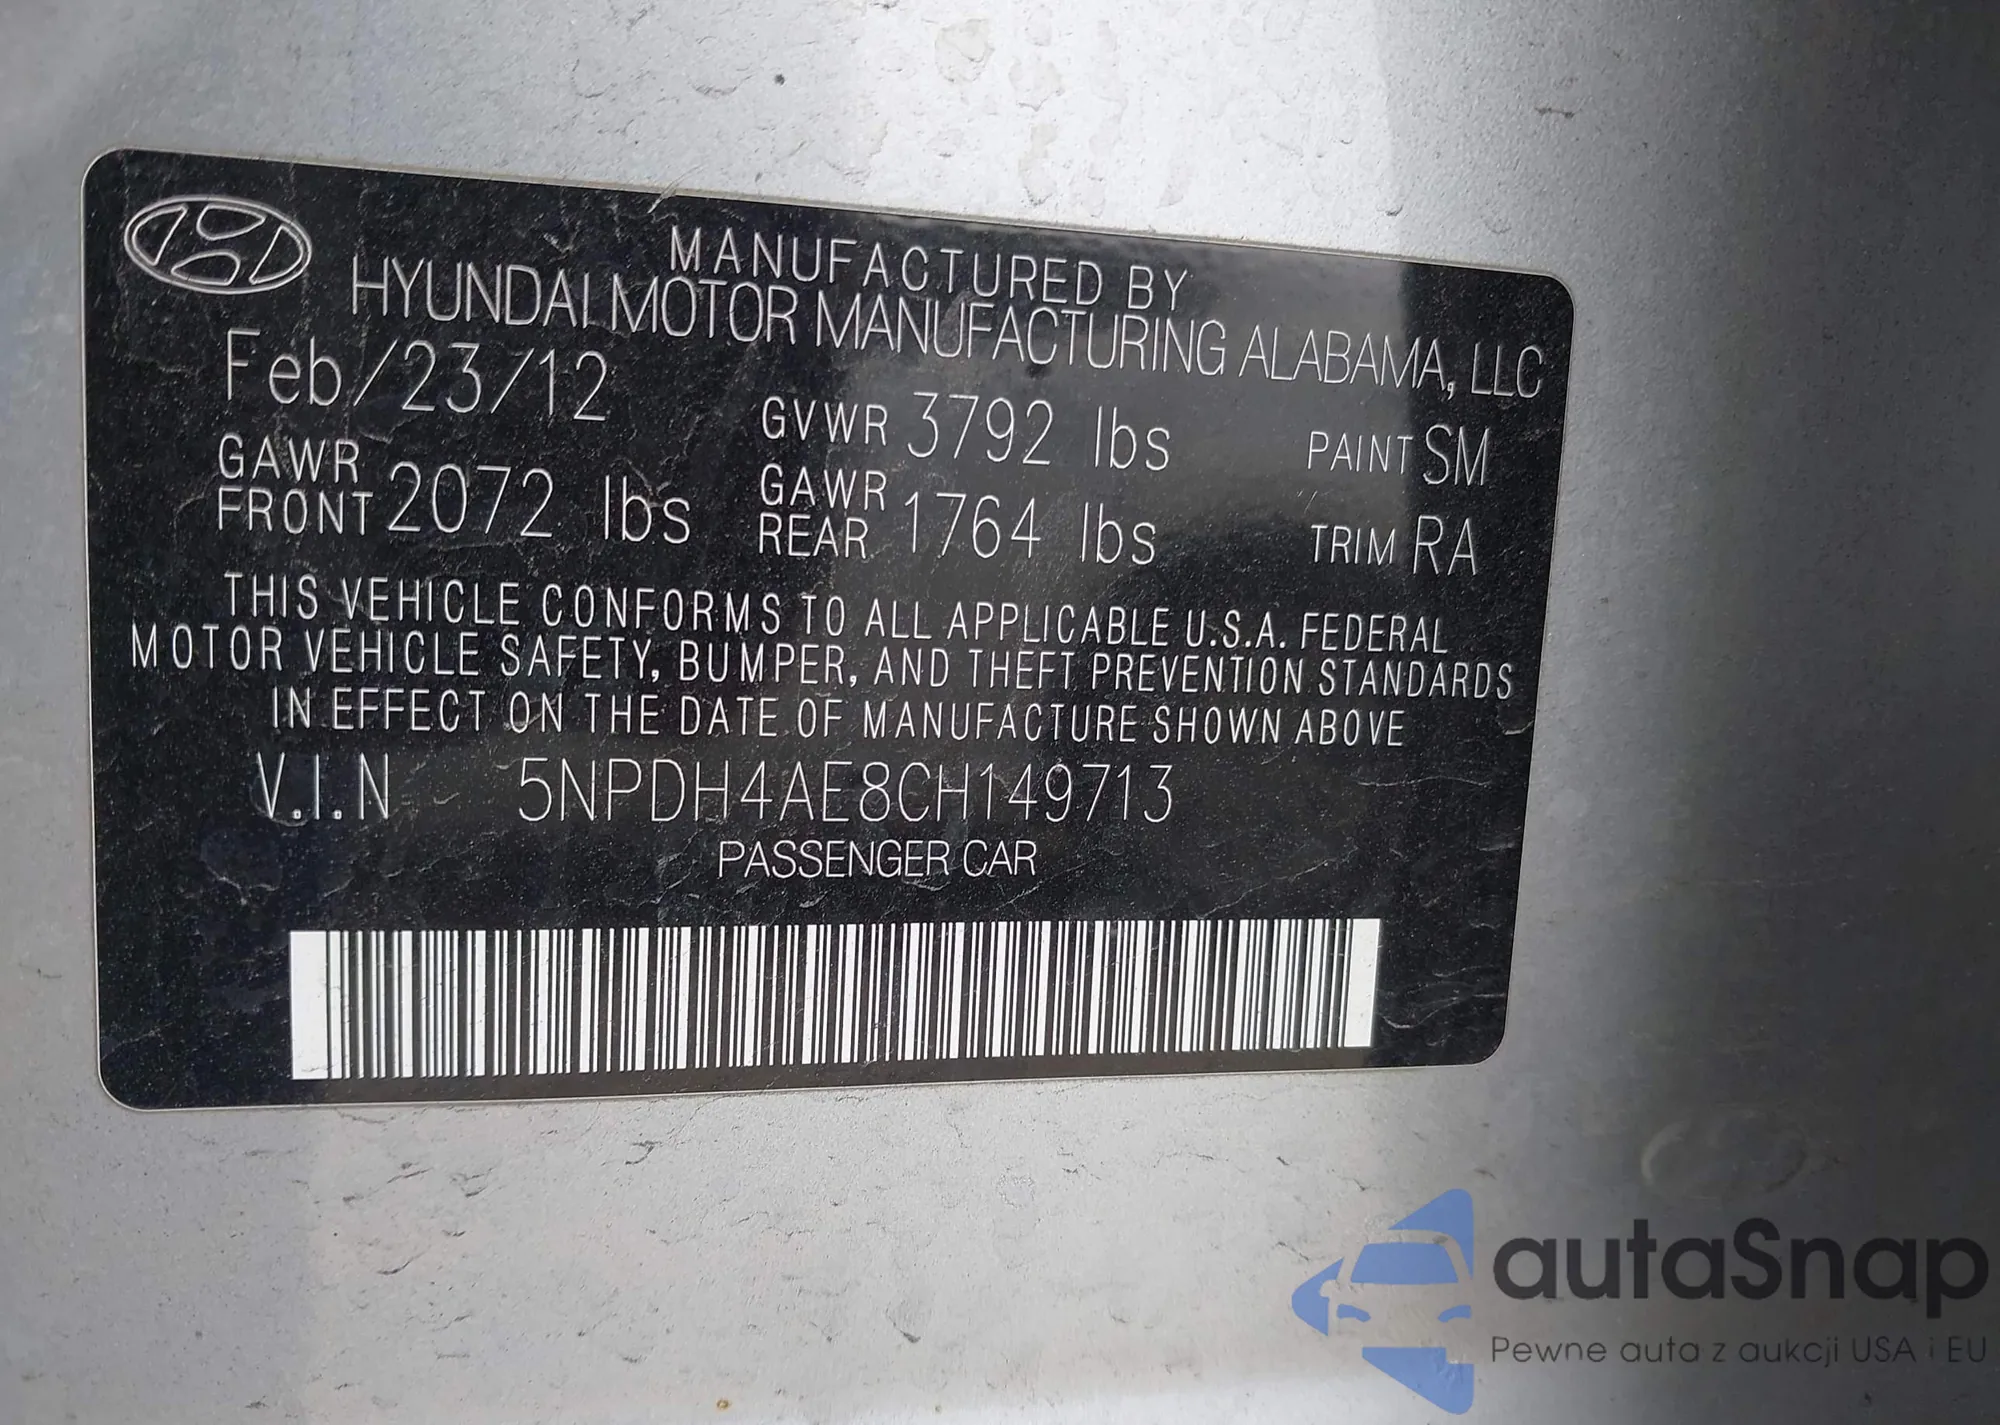 MANUFACTURED BY
HYUNDAI MOTOR MANUFACTURING ALABAMA, LLC
Feb/23/12
GVWR 3792 lbs
PAINT SM
GAWR FRONT 2072 lbs
GAWR REAR 1764 lbs
TRIM RA
THIS VEHICLE CONFORMS TO ALL APPLICABLE U.S.A. FEDERAL
MOTOR VEHICLE SAFETY, BUMPER, AND THEFT PREVENTION STANDARDS
IN EFFECT ON THE DATE OF MANUFACTURE SHOWN ABOVE
V.I.N 5NPDH4AE8CH149713
PASSENGER CAR
autaSnap
Pewne auta z aukcji USA i EU